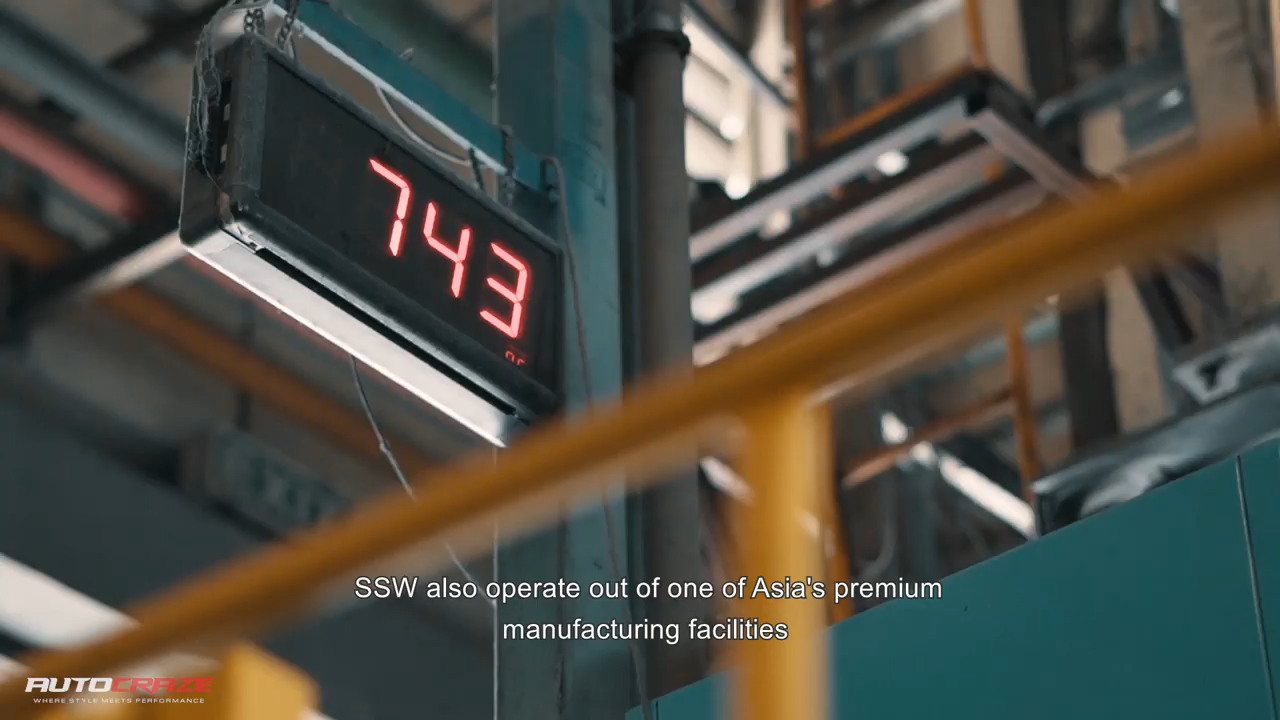 743
SSW also operate out of one of Asia's premium
manufacturing facilities
AUTOCRAZE
WHERE STYLE MEETS PERFORMANCE